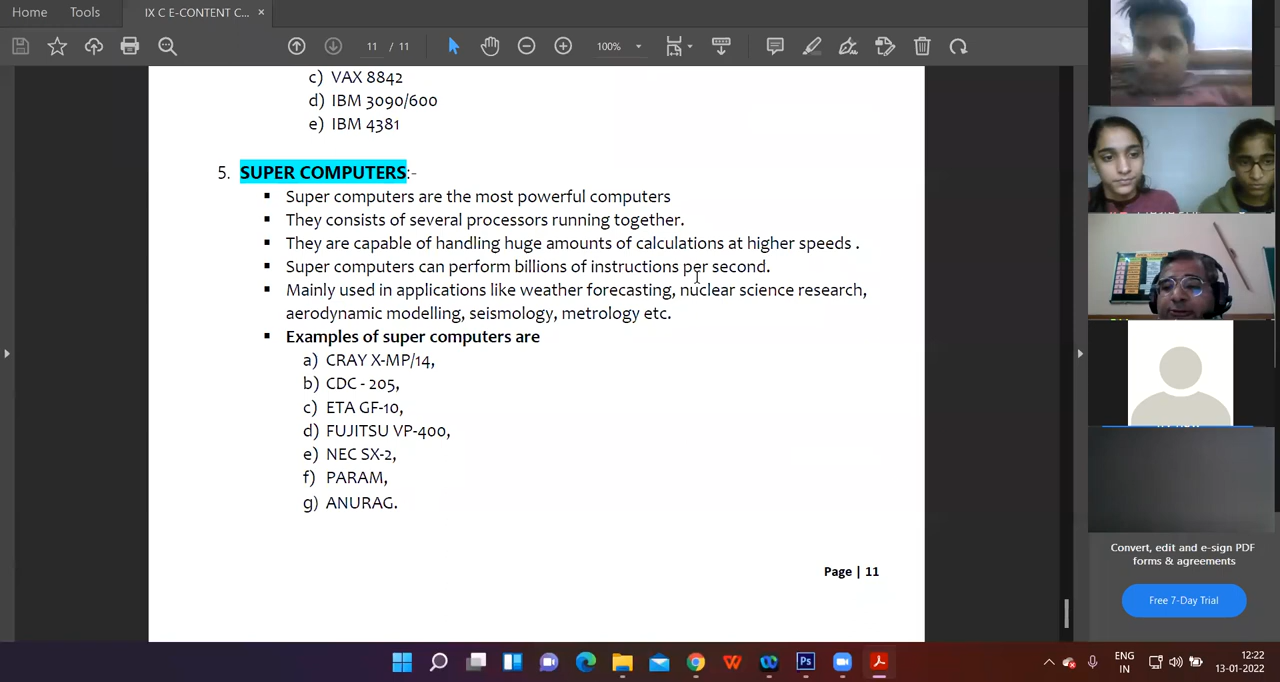 Home Tools IX C E-CONTENT C... ×
11 / 11 100%
c) VAX 8842
d) IBM 3090/600
e) IBM 4381
5. SUPER COMPUTERS:-
▪ Super computers are the most powerful computers
▪ They consists of several processors running together.
▪ They are capable of handling huge amounts of calculations at higher speeds .
▪ Super computers can perform billions of instructions per second.
▪ Mainly used in applications like weather forecasting, nuclear science research,
aerodynamic modelling, seismology, metrology etc.
▪ Examples of super computers are
a) CRAY X-MP/14,
b) CDC - 205,
c) ETA GF-10,
d) FUJITSU VP-400,
e) NEC SX-2,
f) PARAM,
g) ANURAG.
Page | 11
Convert, edit and e-sign PDF
forms & agreements
Free 7-Day Trial
Ps
ENG
IN
12:22
13-01-2022